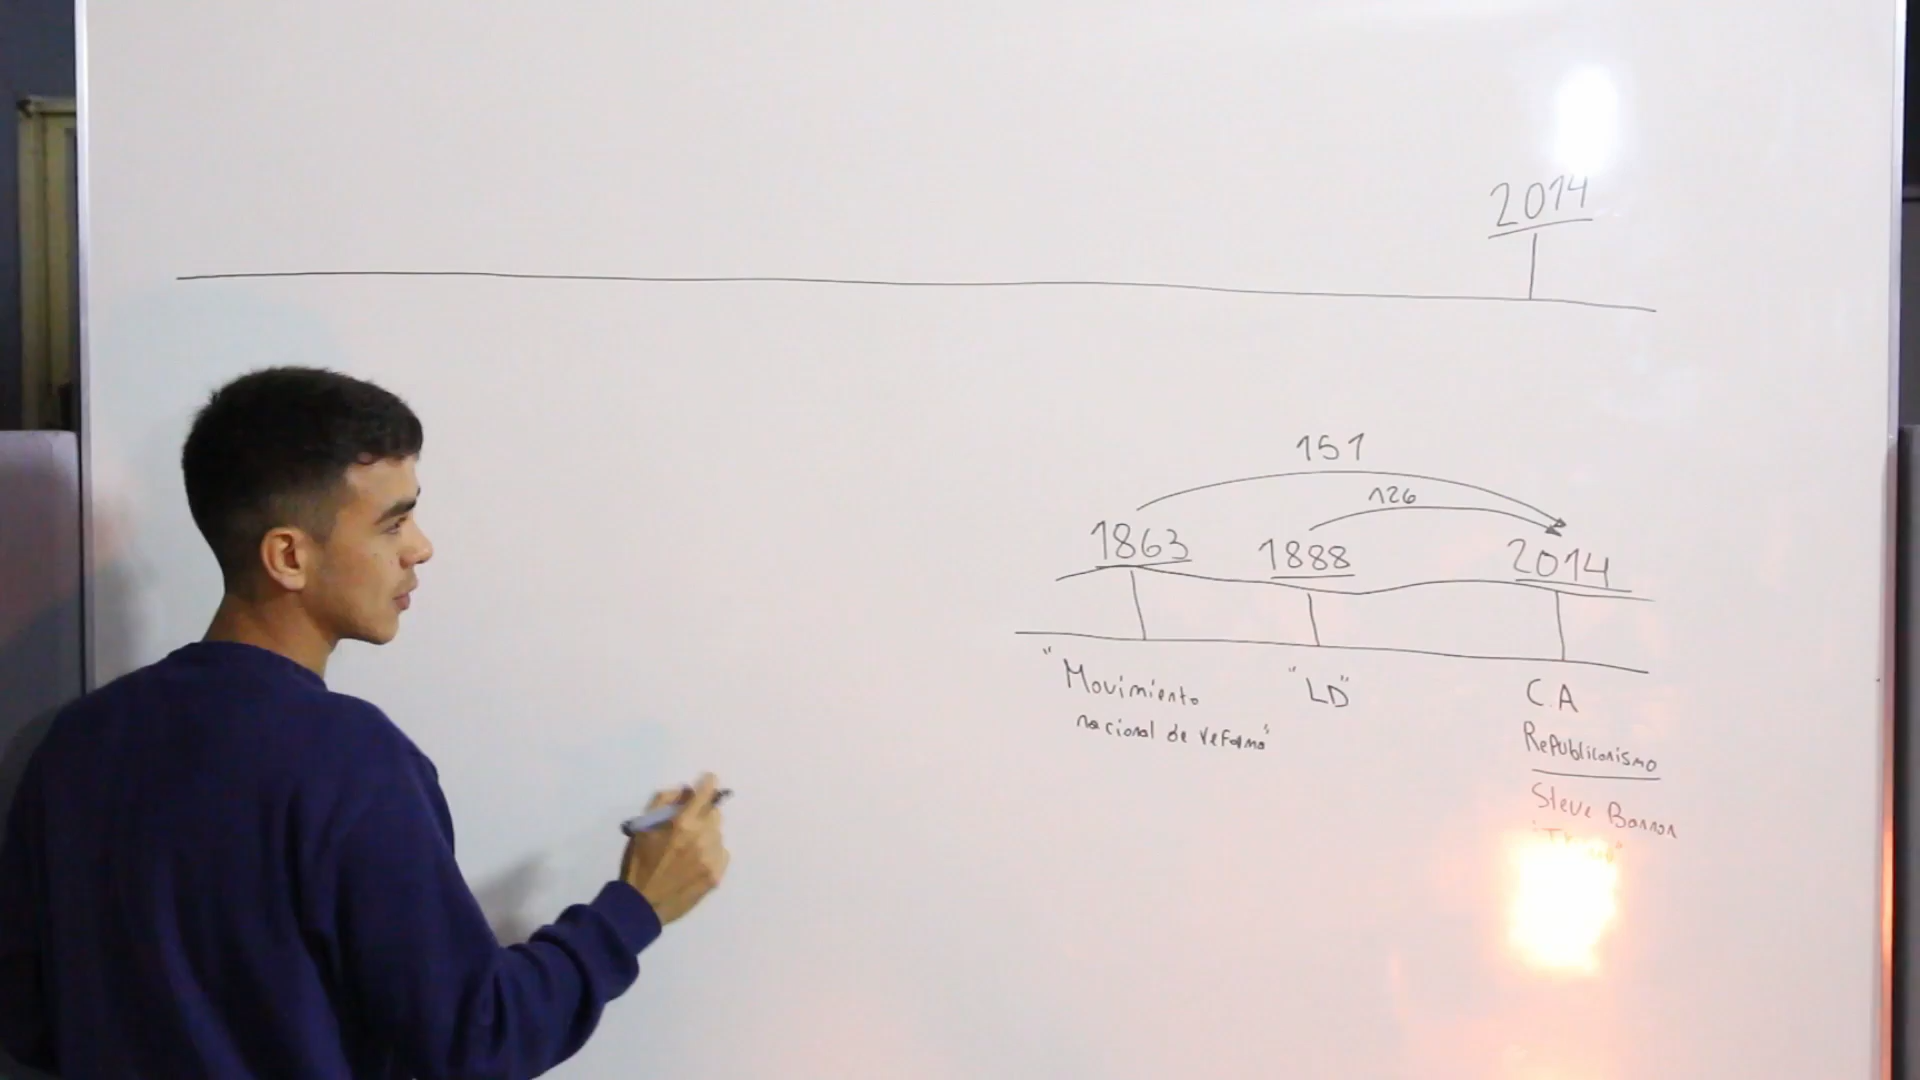 2014
151
126
1863 1888 2014
"Movimiento
nacional de reforma"
"LD"
C.A
Republicanismo
Steve Bannon